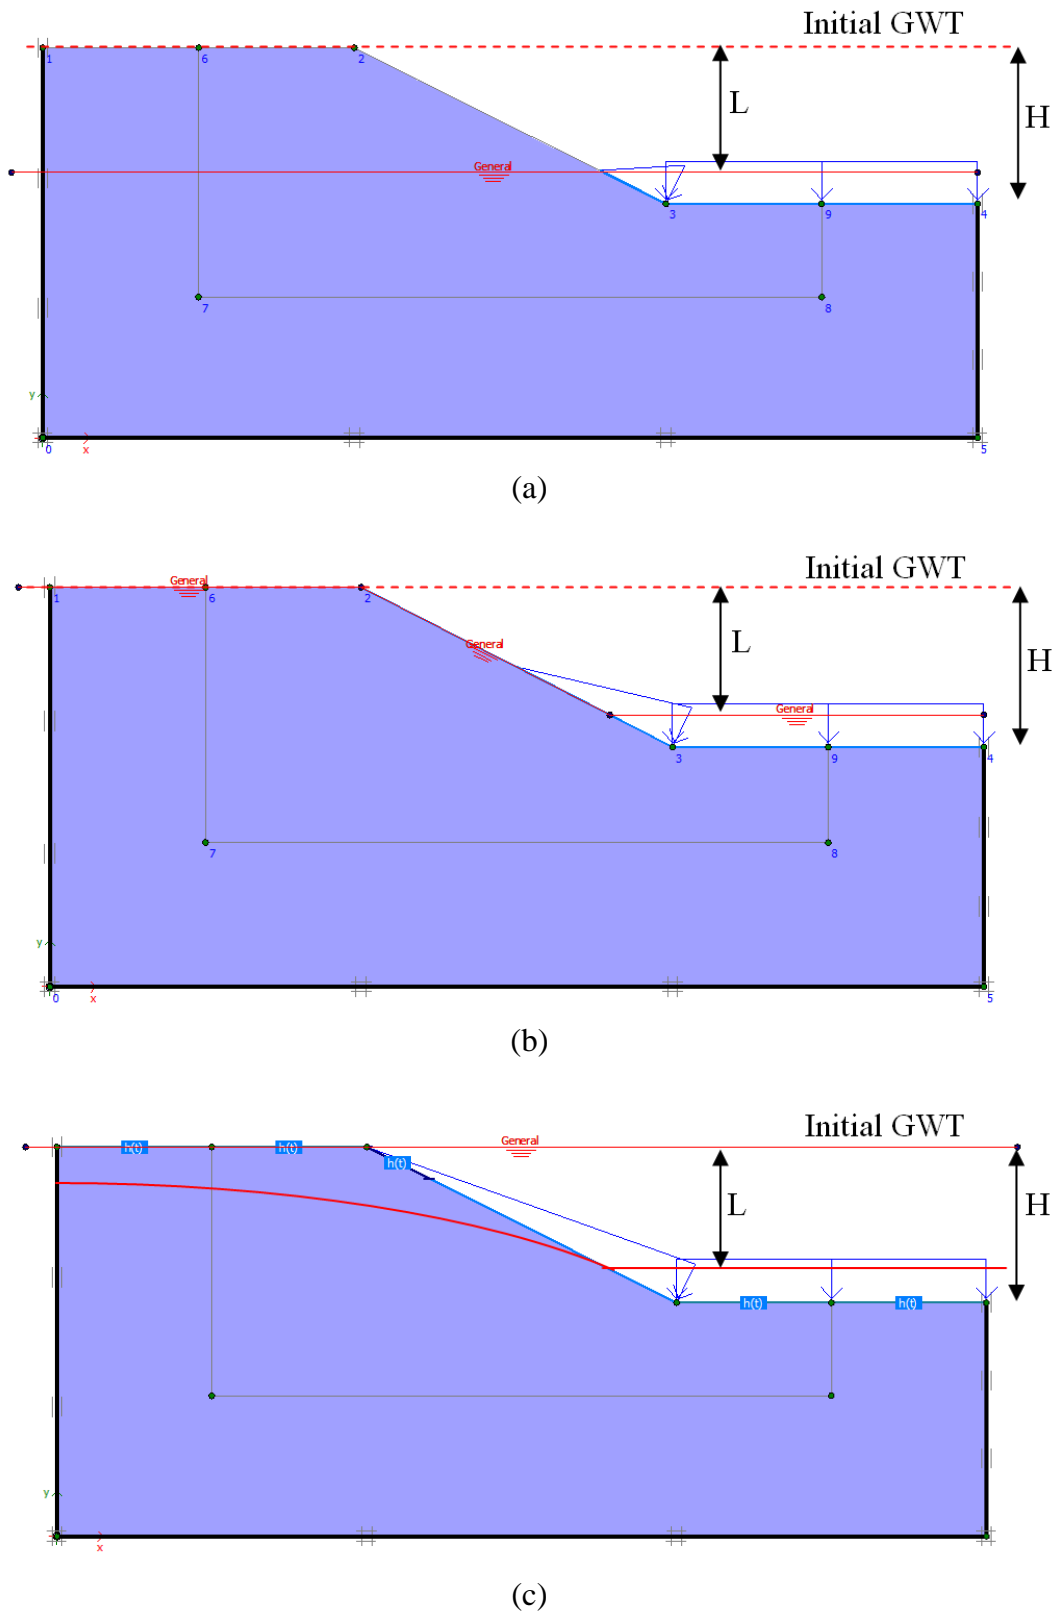 Initial GWT
1
6
2
L
H
General
3
9
4
7
8
y
0
x
5
(a)
Initial GWT
General
1
6
2
L
H
General
General
3
9
4
7
8
y
0
x
5
(b)
Initial GWT
General
h(t)
h(t)
h(t)
L
H
h(t)
h(t)
y
x
(c)